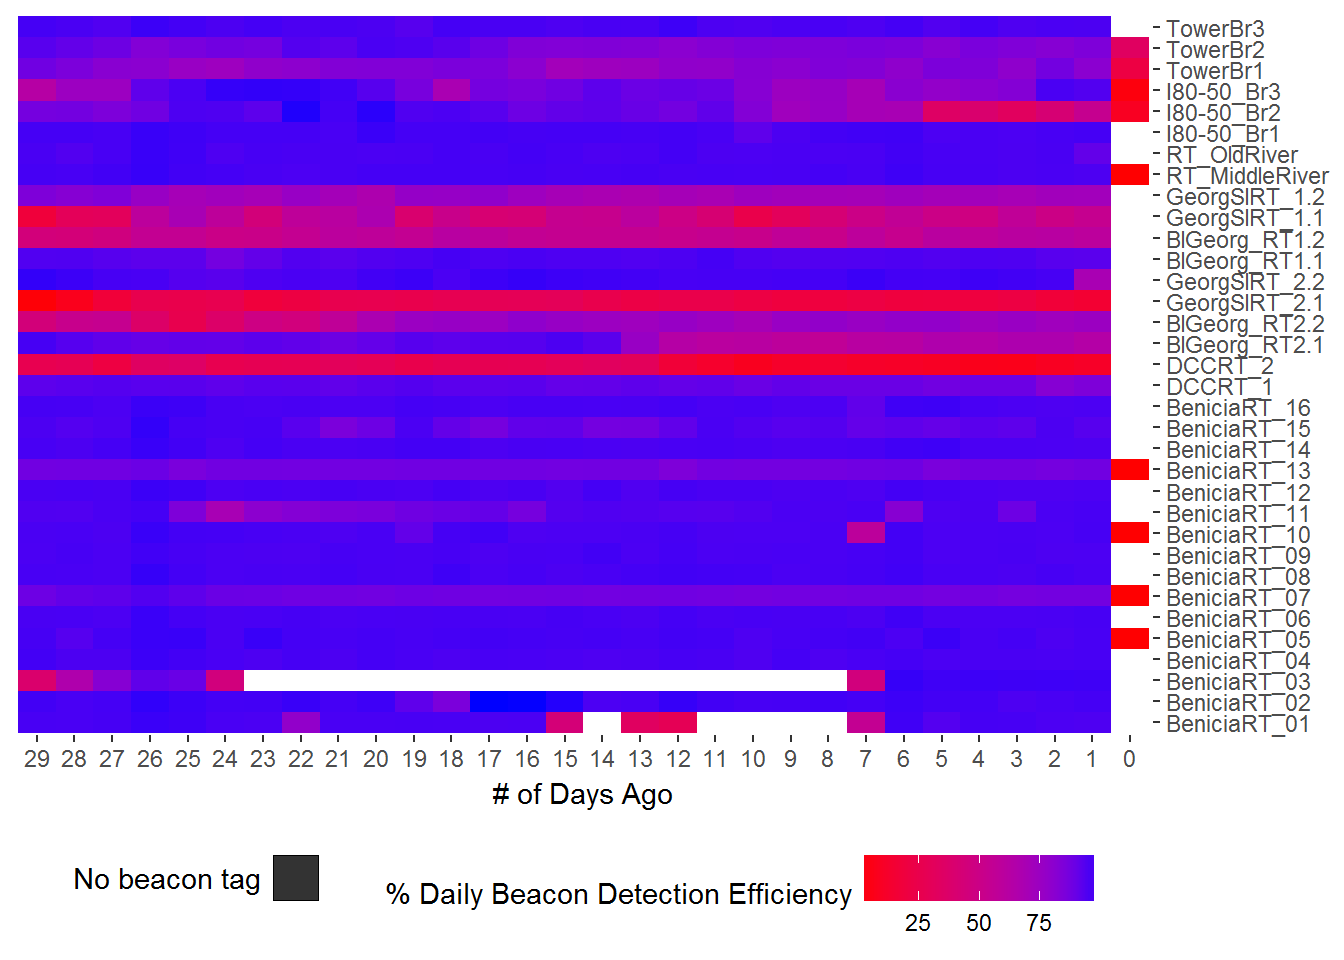 TowerBr3
TowerBr2
TowerBr1
I80-50_Br3
I80-50_Br2
I80-50_Br1
RT_OldRiver
RT_MiddleRiver
GeorgSlRT_1.2
GeorgSlRT_1.1
BlGeorg_RT1.2
BlGeorg_RT1.1
GeorgSlRT_2.2
GeorgSlRT_2.1
BlGeorg_RT2.2
BlGeorg_RT2.1
DCCRT_2
DCCRT_1
BeniciaRT_16
BeniciaRT_15
BeniciaRT_14
BeniciaRT_13
BeniciaRT_12
BeniciaRT_11
BeniciaRT_10
BeniciaRT_09
BeniciaRT_08
BeniciaRT_07
BeniciaRT_06
BeniciaRT_05
BeniciaRT_04
BeniciaRT_03
BeniciaRT_02
BeniciaRT_01
29 28 27 26 25 24 23 22 21 20 19 18 17 16 15 14 13 12 11 10 9 8 7 6 5 4 3 2 1 0
# of Days Ago
No beacon tag
% Daily Beacon Detection Efficiency
25 50 75